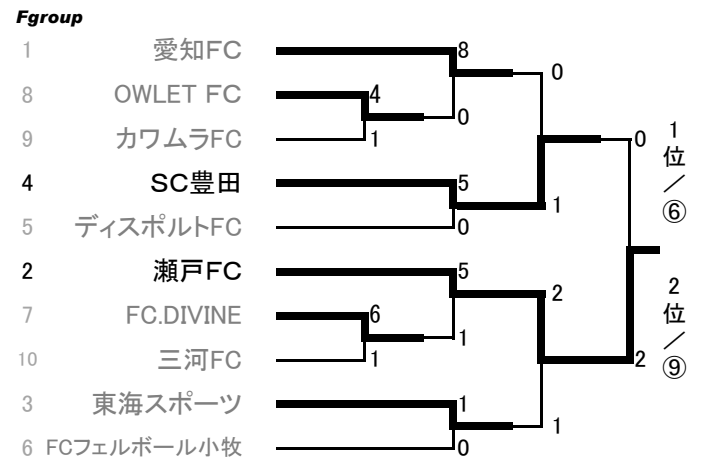 Fgroup
1 愛知FC 8
0
8 OWLET FC 4
0
9 カワムラFC 1
0
1
位
／
⑥
4 SC豊田 5
1
5 ディスポルトFC 0
2 瀬戸FC 5
2
2
位
／
⑨
7 FC.DIVINE 6
1
10 三河FC 1
2
3 東海スポーツ 1
1
6 FCフェルボール小牧 0